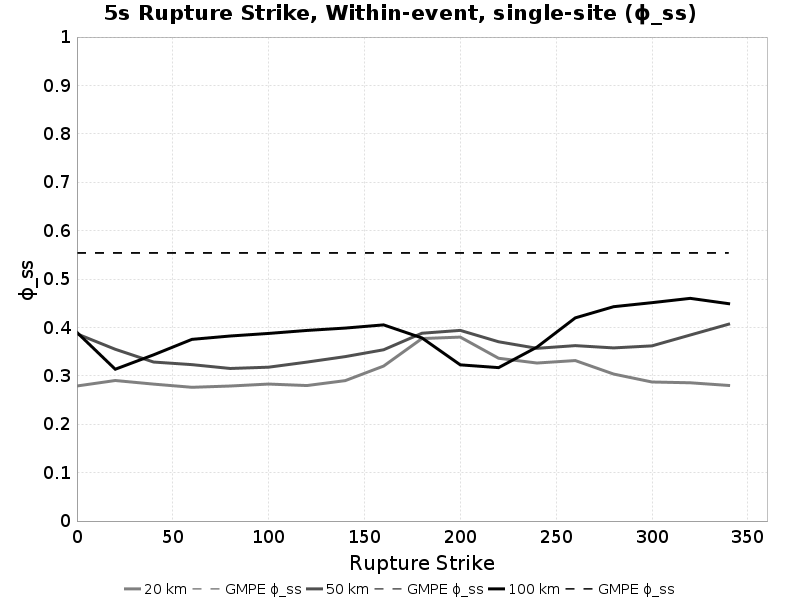 5s Rupture Strike, Within-event, single-site (ϕ_ss)
1
0.9
0.8
0.7
0.6
0.5
0.4
0.3
0.2
0.1
0
ϕ_ss
0 50 100 150 200 250 300 350
Rupture Strike
20 km GMPE ϕ_ss 50 km GMPE ϕ_ss 100 km GMPE ϕ_ss